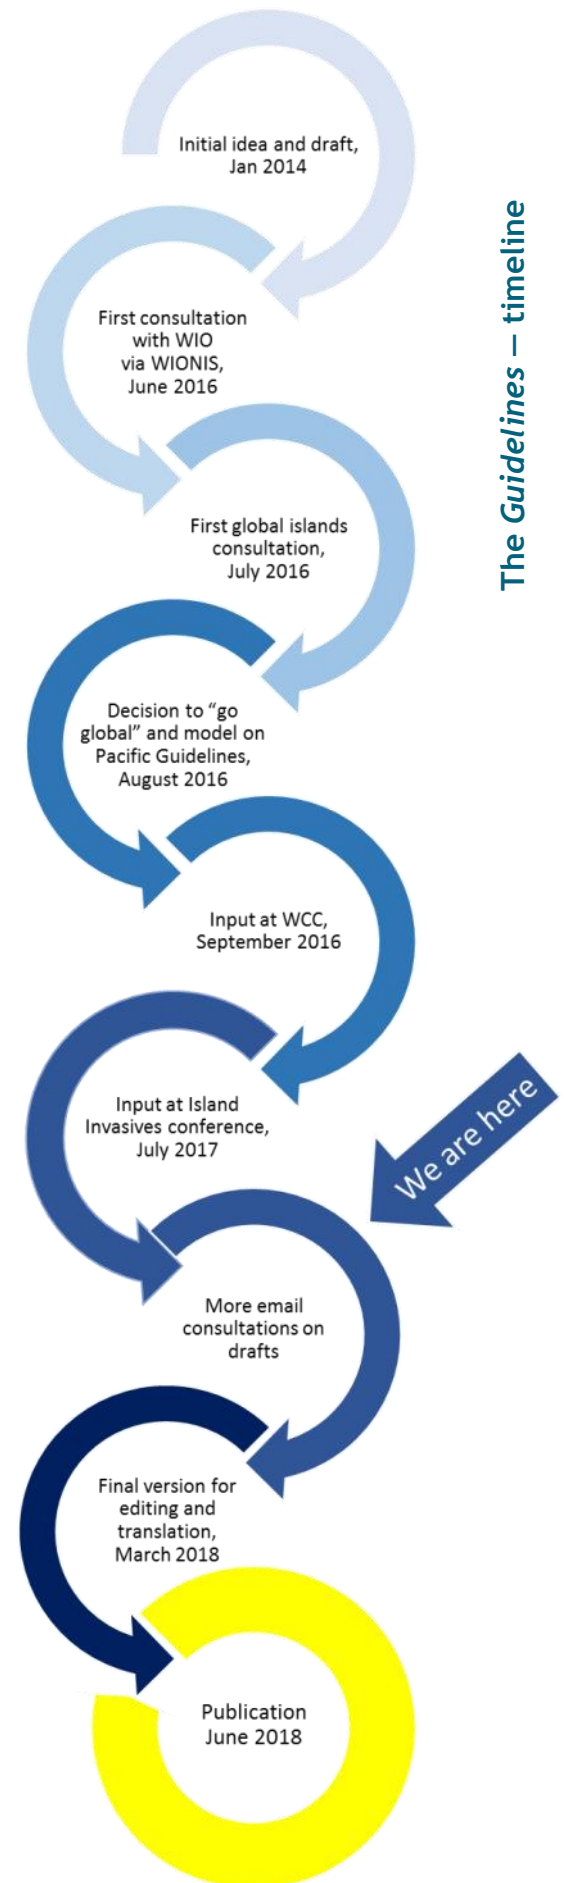 The Guidelines – timeline
Initial idea and draft,
Jan 2014
First consultation
with WIO
via WIONIS,
June 2016
First global islands
consultation,
July 2016
Decision to “go
global” and model on
Pacific Guidelines,
August 2016
Input at WCC,
September 2016
Input at Island
Invasives conference,
July 2017
We are here
More email
consultations on
drafts
Final version for
editing and
translation,
March 2018
Publication
June 2018